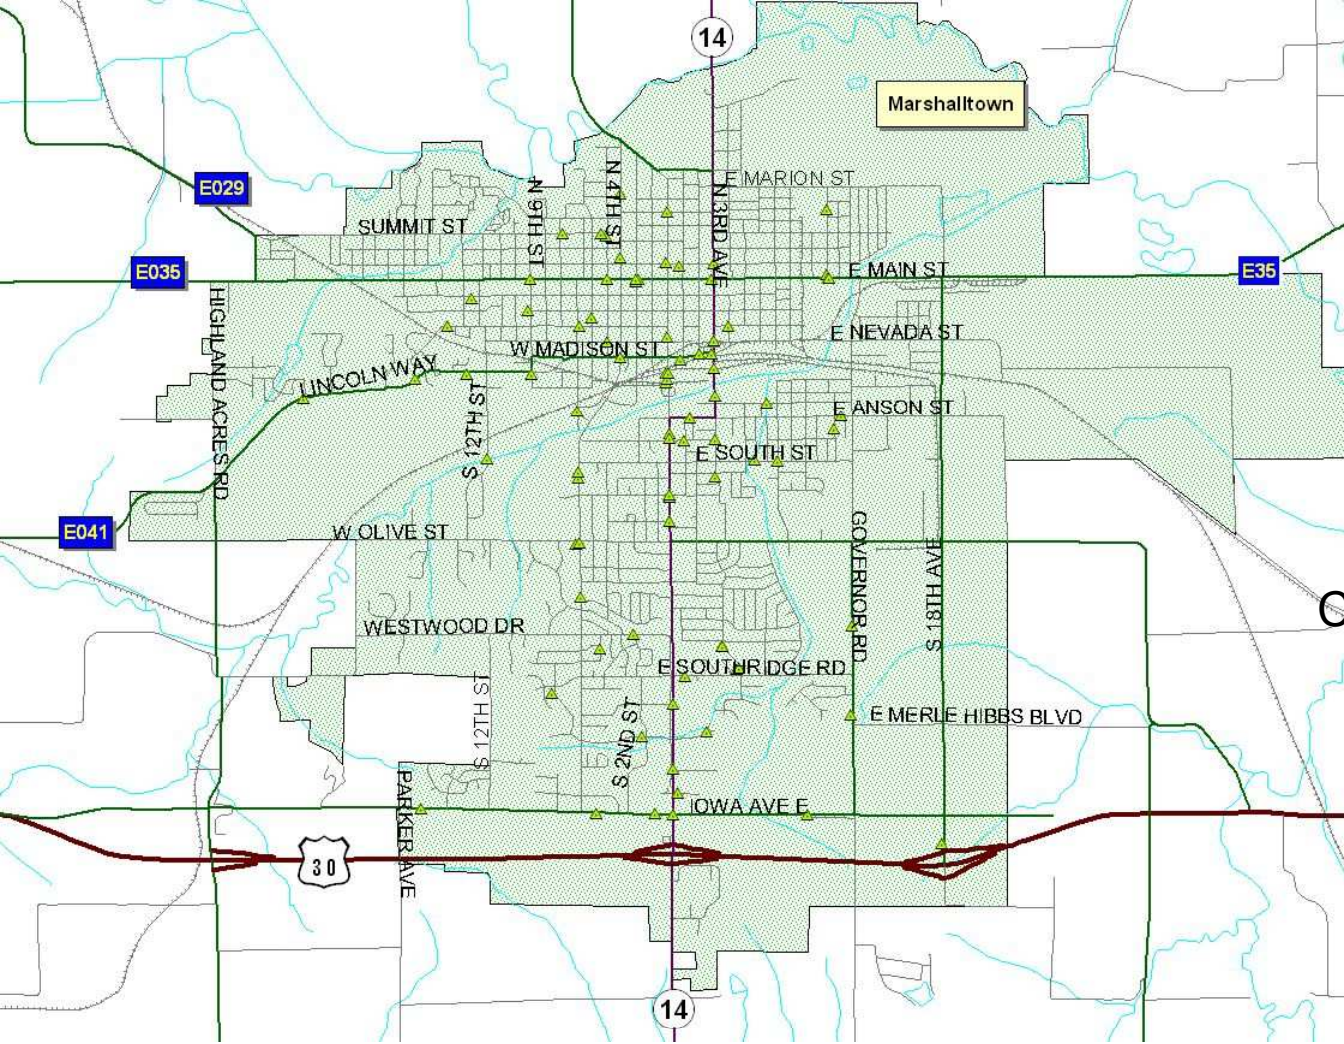 14
Marshalltown
E MARION ST
E029
N 9TH ST
N 4TH ST
N 3RD AVE
SUMMIT ST
E035
E MAIN ST
E35
HIGHLAND ACRES RD
E NEVADA ST
W MADISON ST
LINCOLN WAY
S 12TH ST
E ANSON ST
E SOUTH ST
E041
W OLIVE ST
GOVERNOR RD
S 18TH AVE
WESTWOOD DR
E SOUTHRIDGE RD
S 12TH ST
S 2ND ST
E MERLE HIBBS BLVD
PARKER AVE
IOWA AVE E
30
14